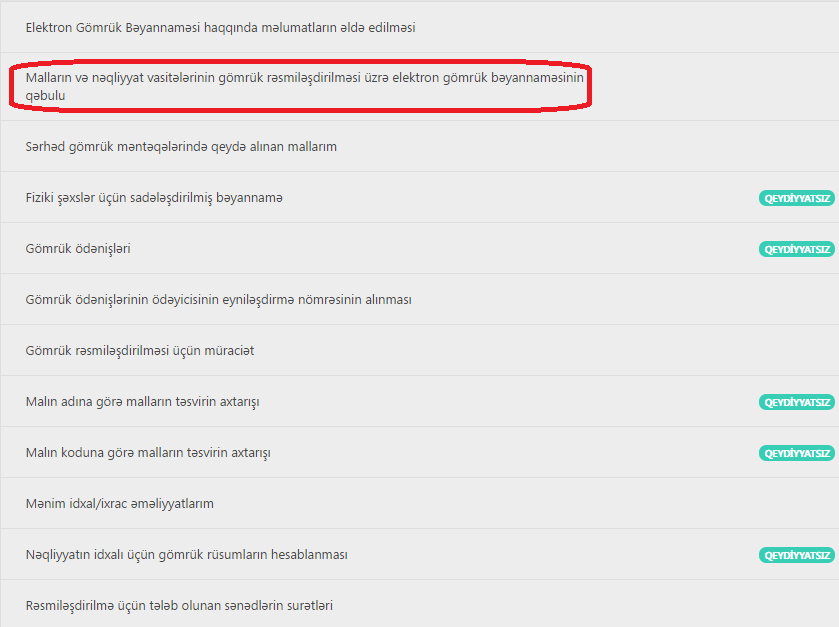 Elektron Gömrük Bəyannaməsi haqqında məlumatların əldə edilməsi
Malların və nəqliyyat vasitələrinin gömrük rəsmiləşdirilməsi üzrə elektron gömrük bəyannaməsinin
qəbulu
Sərhəd gömrük məntəqələrində qeydə alınan mallarım
Fiziki şəxslər üçün sadələşdirilmiş bəyannamə QEYDİYYATSIZ
Gömrük ödənişləri QEYDİYYATSIZ
Gömrük ödənişlərinin ödəyicisinin eyniləşdirmə nömrəsinin alınması
Gömrük rəsmiləşdirilməsi üçün müraciət
Malın adına görə malların təsvirin axtarışı QEYDİYYATSIZ
Malın koduna görə malların təsvirin axtarışı QEYDİYYATSIZ
Mənim idxal/ixrac əməliyyatlarım
Nəqliyyatın idxalı üçün gömrük rüsumların hesablanması QEYDİYYATSIZ
Rəsmiləşdirilmə üçün tələb olunan sənədlərin surətləri